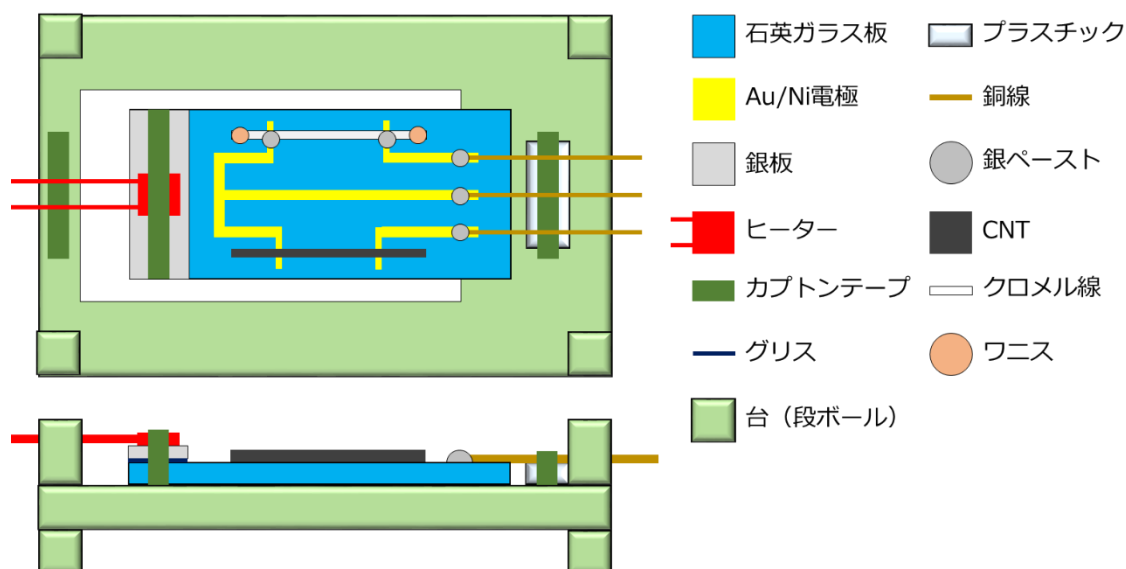 石英ガラス板
プラスチック
Au/Ni電極
銅線
銀板
銀ペースト
ヒーター
CNT
カプトンテープ
クロメル線
グリス
ワニス
台（段ボール）